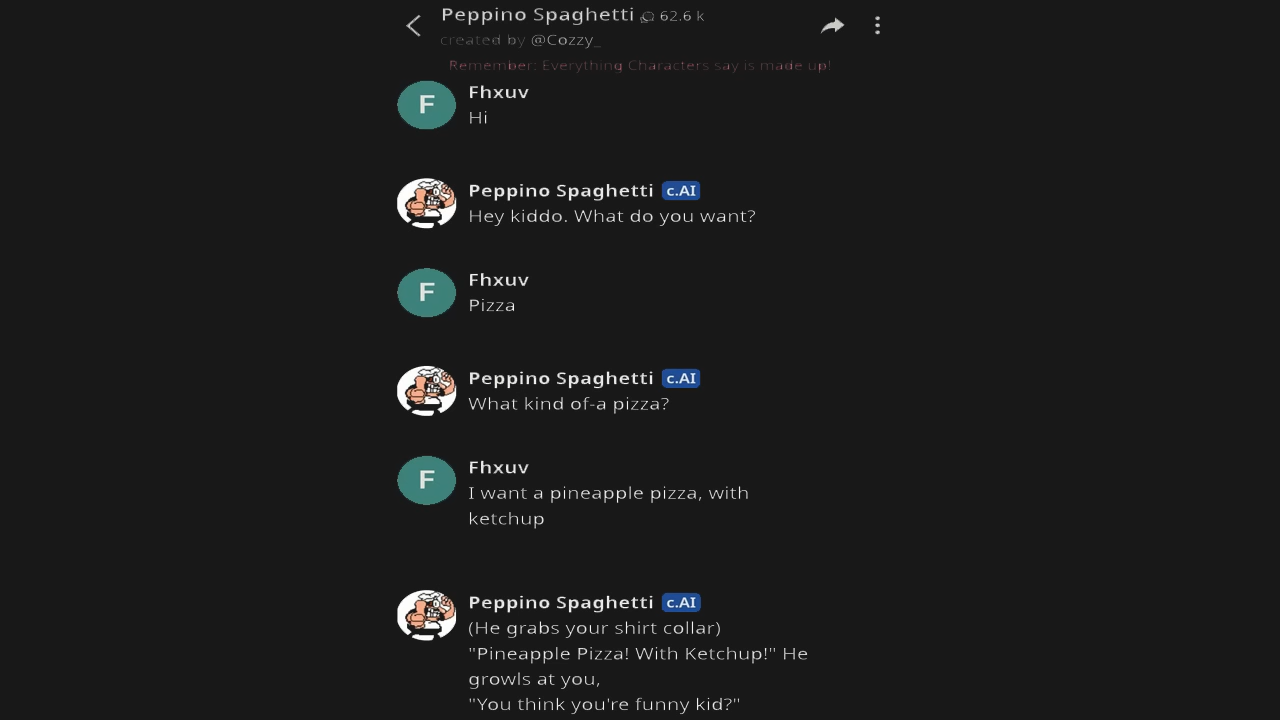 Peppino Spaghetti 62.6 k
created by @Cozzy_
Remember: Everything Characters say is made up!
F
Fhxuv
Hi
Peppino Spaghetti c.AI
Hey kiddo. What do you want?
F
Fhxuv
Pizza
Peppino Spaghetti c.AI
What kind of-a pizza?
F
Fhxuv
I want a pineapple pizza, with
ketchup
Peppino Spaghetti c.AI
(He grabs your shirt collar)
"Pineapple Pizza! With Ketchup!" He
growls at you,
"You think you're funny kid?"